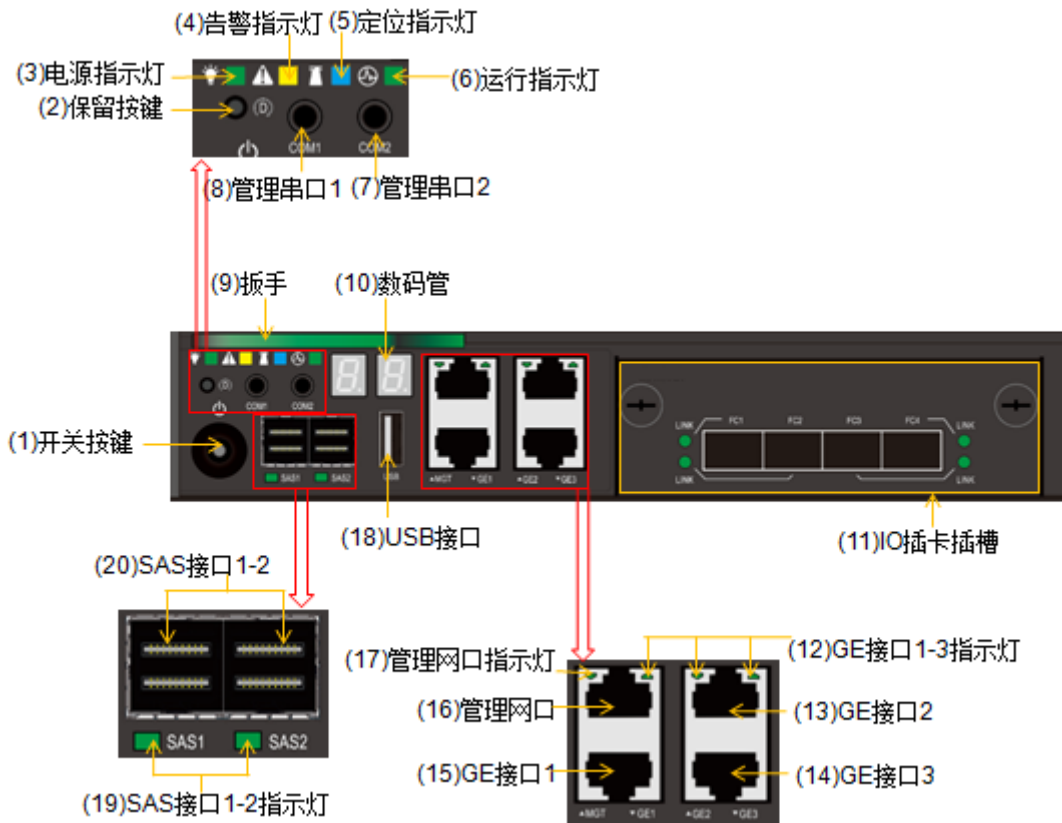 (4)告警指示灯 (5)定位指示灯
(3)电源指示灯
(6)运行指示灯
(2)保留按键
(D)
COM1 COM2
(8)管理串口1 (7)管理串口2
(9)扳手 (10)数码管
(D)
COM1 COM2
FC1 FC2 FC3 FC4
LINK LINK
(1)开关按键
LINK LINK
SAS1 SAS2 USB MGT GE1 GE2 GE3
(18)USB接口
(11)IO插卡插槽
(20)SAS接口1-2
(17)管理网口指示灯
(12)GE接口1-3指示灯
(16)管理网口
(13)GE接口2
SAS1 SAS2
(15)GE接口1
(14)GE接口3
(19)SAS接口1-2指示灯
MGT GE1 GE2 GE3